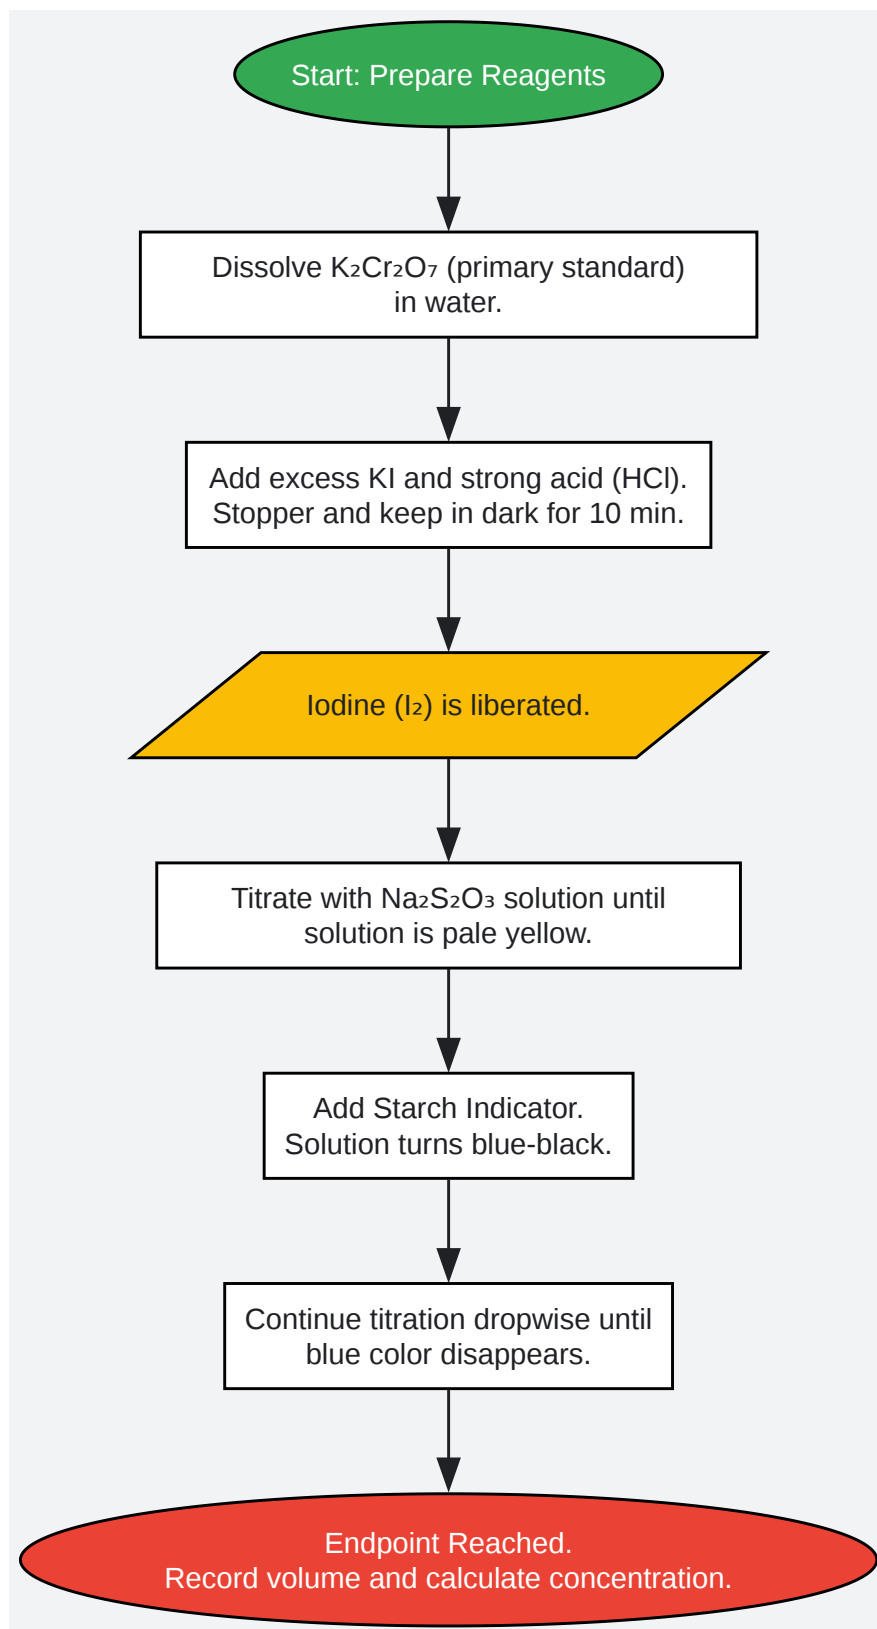 Start: Prepare Reagents
Dissolve K₂Cr₂O₇ (primary standard)
in water.
Add excess KI and strong acid (HCl).
Stopper and keep in dark for 10 min.
Iodine (I₂) is liberated.
Titrate with Na₂S₂O₃ solution until
solution is pale yellow.
Add Starch Indicator.
Solution turns blue-black.
Continue titration dropwise until
blue color disappears.
Endpoint Reached.
Record volume and calculate concentration.